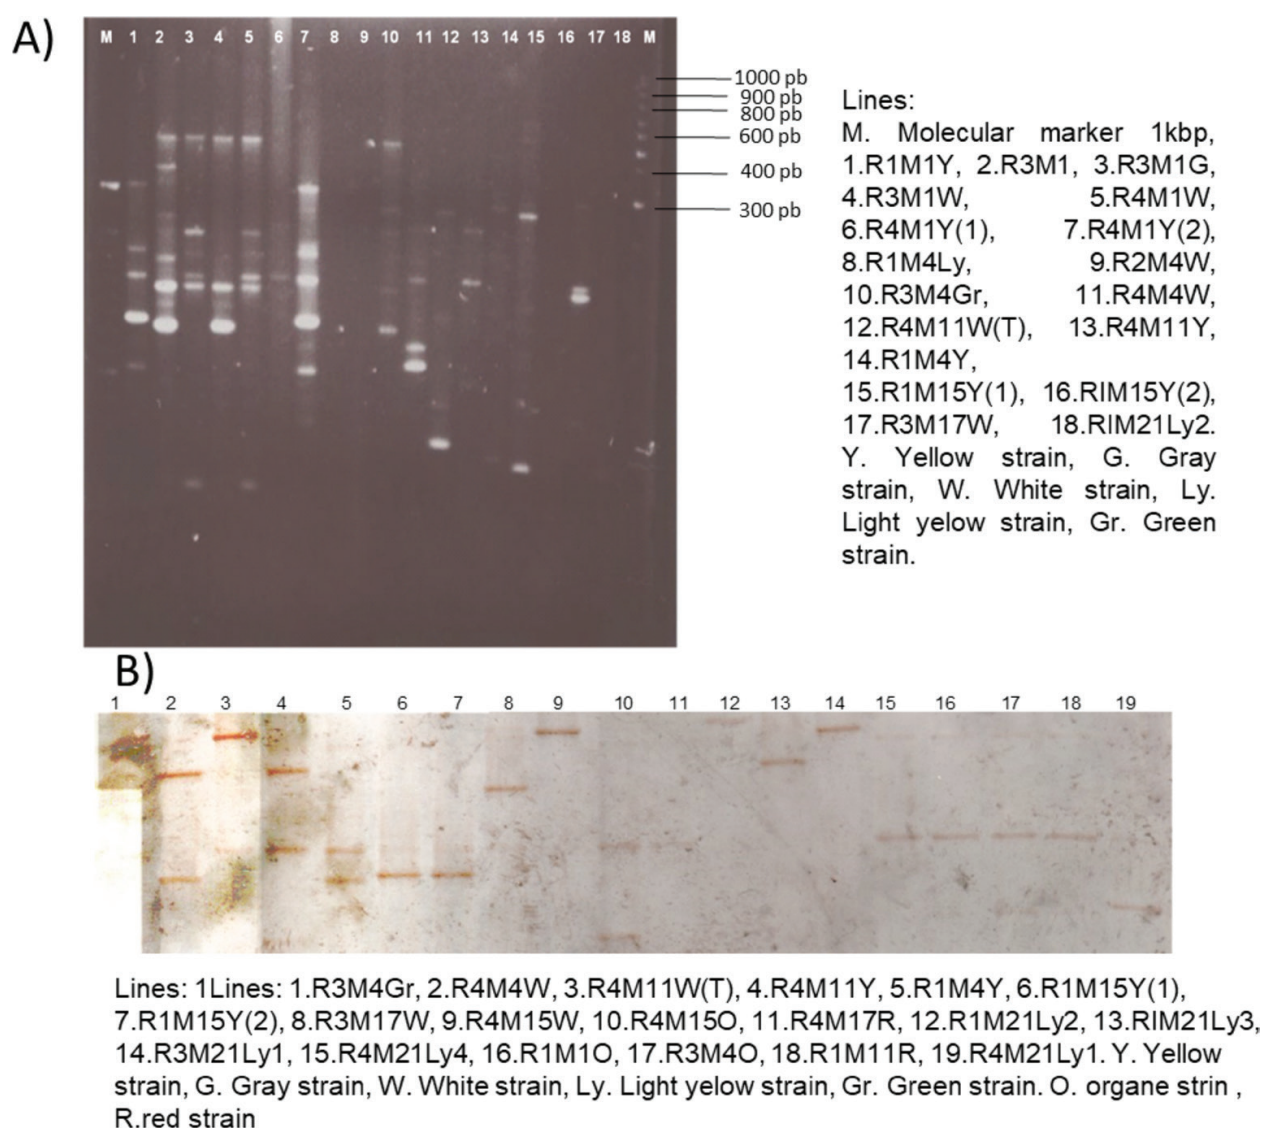 A)
M 1 2 3 4 5 6 7 8 9 10 11 12 13 14 15 16 17 18 M
1000 pb
900 pb
800 pb
600 pb
400 pb
300 pb
Lines:
M. Molecular marker 1kbp,
1.R1M1Y, 2.R3M1, 3.R3M1G,
4.R3M1W, 5.R4M1W,
6.R4M1Y(1), 7.R4M1Y(2),
8.R1M4Ly, 9.R2M4W,
10.R3M4Gr, 11.R4M4W,
12.R4M11W(T), 13.R4M11Y,
14.R1M4Y,
15.R1M15Y(1), 16.RIM15Y(2),
17.R3M17W, 18.RIM21Ly2.
Y. Yellow strain, G. Gray
strain, W. White strain, Ly.
Light yelow strain, Gr. Green
strain.
B)
1 2 3 4 5 6 7 8 9 10 11 12 13 14 15 16 17 18 19
Lines: 1Lines: 1.R3M4Gr, 2.R4M4W, 3.R4M11W(T), 4.R4M11Y, 5.R1M4Y, 6.R1M15Y(1),
7.R1M15Y(2), 8.R3M17W, 9.R4M15W, 10.R4M15O, 11.R4M17R, 12.R1M21Ly2, 13.RIM21Ly3,
14.R3M21Ly1, 15.R4M21Ly4, 16.R1M1O, 17.R3M4O, 18.R1M11R, 19.R4M21Ly1. Y. Yellow
strain, G. Gray strain, W. White strain, Ly. Light yelow strain, Gr. Green strain. O. organe strin ,
R.red strain